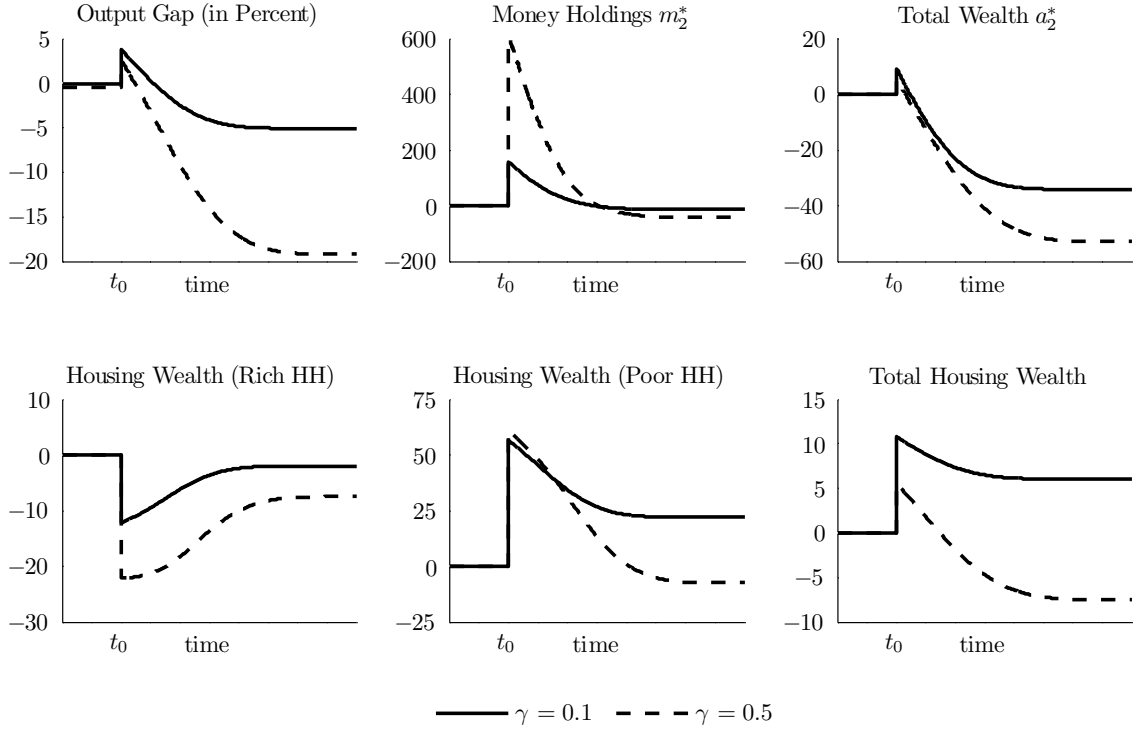 Output Gap (in Percent)
5
0
−5
−10
−15
−20
t₀ time
Money Holdings m₂*
600
400
200
0
−200
t₀ time
Total Wealth a₂*
20
0
−20
−40
−60
t₀ time
Housing Wealth (Rich HH)
10
0
−10
−20
−30
t₀ time
Housing Wealth (Poor HH)
75
50
25
0
−25
t₀ time
Total Housing Wealth
15
10
5
0
−5
−10
t₀ time
γ = 0.1 γ = 0.5